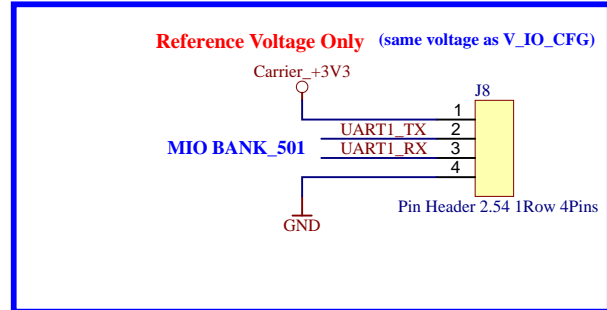 Reference Voltage Only (same voltage as V_IO_CFG)
Carrier_+3V3
J8
1
UART1_TX 2
MIO BANK_501
UART1_RX 3
4
Pin Header 2.54 1Row 4Pins
GND